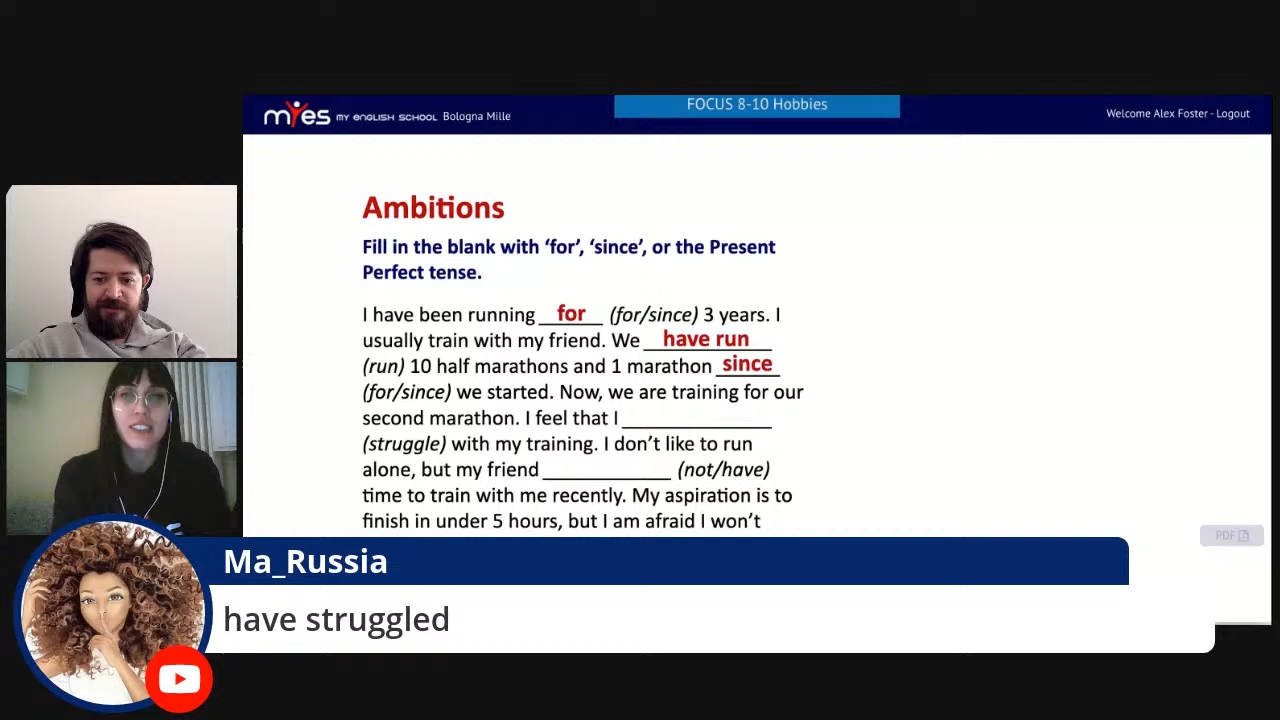 FOCUS 8-10 Hobbies
myes MY ENGLISH SCHOOL Bologna Mille
Welcome Alex Foster - Logout
Ambitions
Fill in the blank with ‘for’, ‘since’, or the Present
Perfect tense.
I have been running for (for/since) 3 years. I
usually train with my friend. We have run
(run) 10 half marathons and 1 marathon since
(for/since) we started. Now, we are training for our
second marathon. I feel that I ______________
(struggle) with my training. I don’t like to run
alone, but my friend ____________ (not/have)
time to train with me recently. My aspiration is to
finish in under 5 hours, but I am afraid I won’t
PDF
Ma_Russia
have struggled